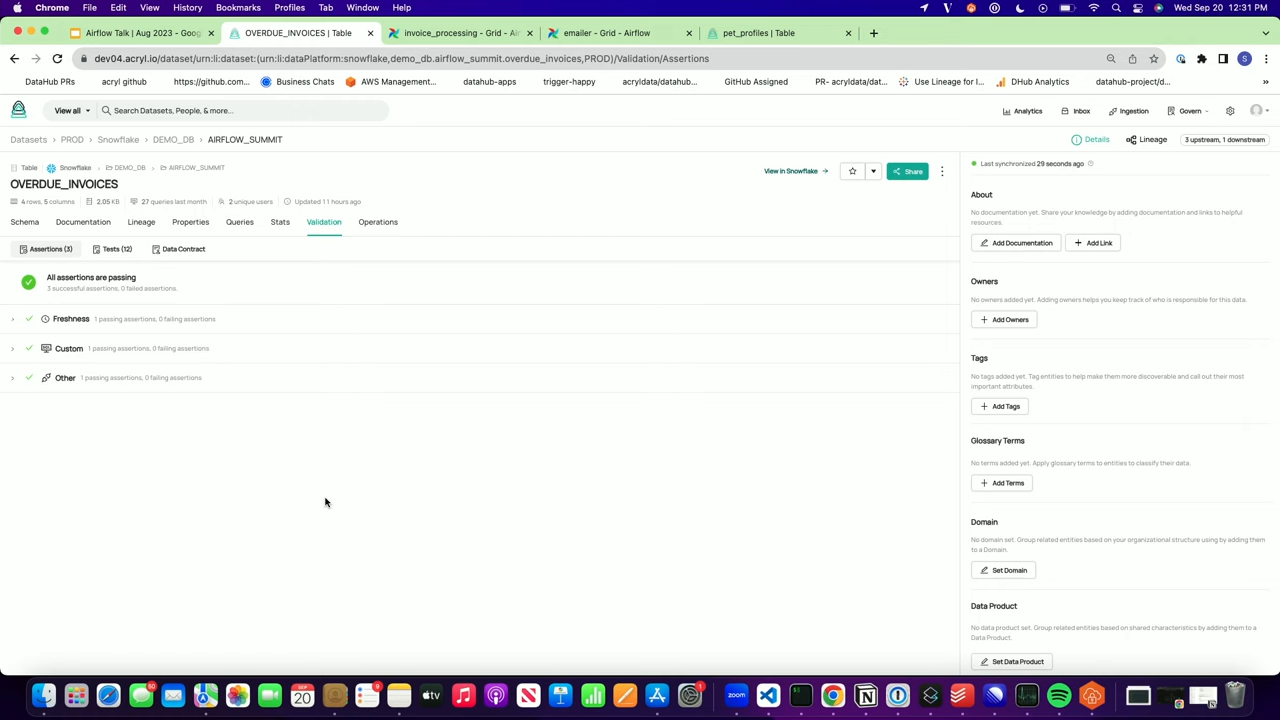 Chrome File Edit View History Bookmarks Profiles Tab Window Help Wed Sep 20 12:31 PM
Airflow Talk | Aug 2023 - Goog OVERDUE_INVOICES | Table invoice_processing - Grid - Air emailer - Grid - Airflow pet_profiles | Table
dev04.acryl.io/dataset/urn:li:dataset:(urn:li:dataPlatform:snowflake,demo_db.airflow_summit.overdue_invoices,PROD)/Validation/Assertions
DataHub PRs acryl github https://github.com... Business Chats AWS Management... datahub-apps trigger-happy acryldata/datahub... GitHub Assigned PR- acryldata/dat... Use Lineage for I... DHub Analytics datahub-project/d... »
View all Search Datasets, People, & more... Analytics Inbox Ingestion Govern
Datasets > PROD > Snowflake > DEMO_DB > AIRFLOW_SUMMIT Details Lineage 3 upstream, 1 downstream
Table Snowflake > DEMO_DB > AIRFLOW_SUMMIT
OVERDUE_INVOICES
View in Snowflake → Share
4 rows, 5 columns 2.05 KB 27 queries last month 2 unique users Updated 11 hours ago
Schema Documentation Lineage Properties Queries Stats Validation Operations
Assertions (3) Tests (12) Data Contract
All assertions are passing
3 successful assertions, 0 failed assertions.
Freshness 1 passing assertions, 0 failing assertions
Custom 1 passing assertions, 0 failing assertions
Other 1 passing assertions, 0 failing assertions
Last synchronized 29 seconds ago
About
No documentation yet. Share your knowledge by adding documentation and links to helpful
resources.
Add Documentation + Add Link
Owners
No owners added yet. Adding owners helps you keep track of who is responsible for this data.
+ Add Owners
Tags
No tags added yet. Tag entities to help make them more discoverable and call out their most
important attributes.
+ Add Tags
Glossary Terms
No terms added yet. Apply glossary terms to entities to classify their data.
+ Add Terms
Domain
No domain set. Group related entities based on your organizational structure using by adding them
to a Domain.
Set Domain
Data Product
No data product set. Group related entities based on shared characteristics by adding them to a
Data Product.
Set Data Product
SEP
20
tv
zoom